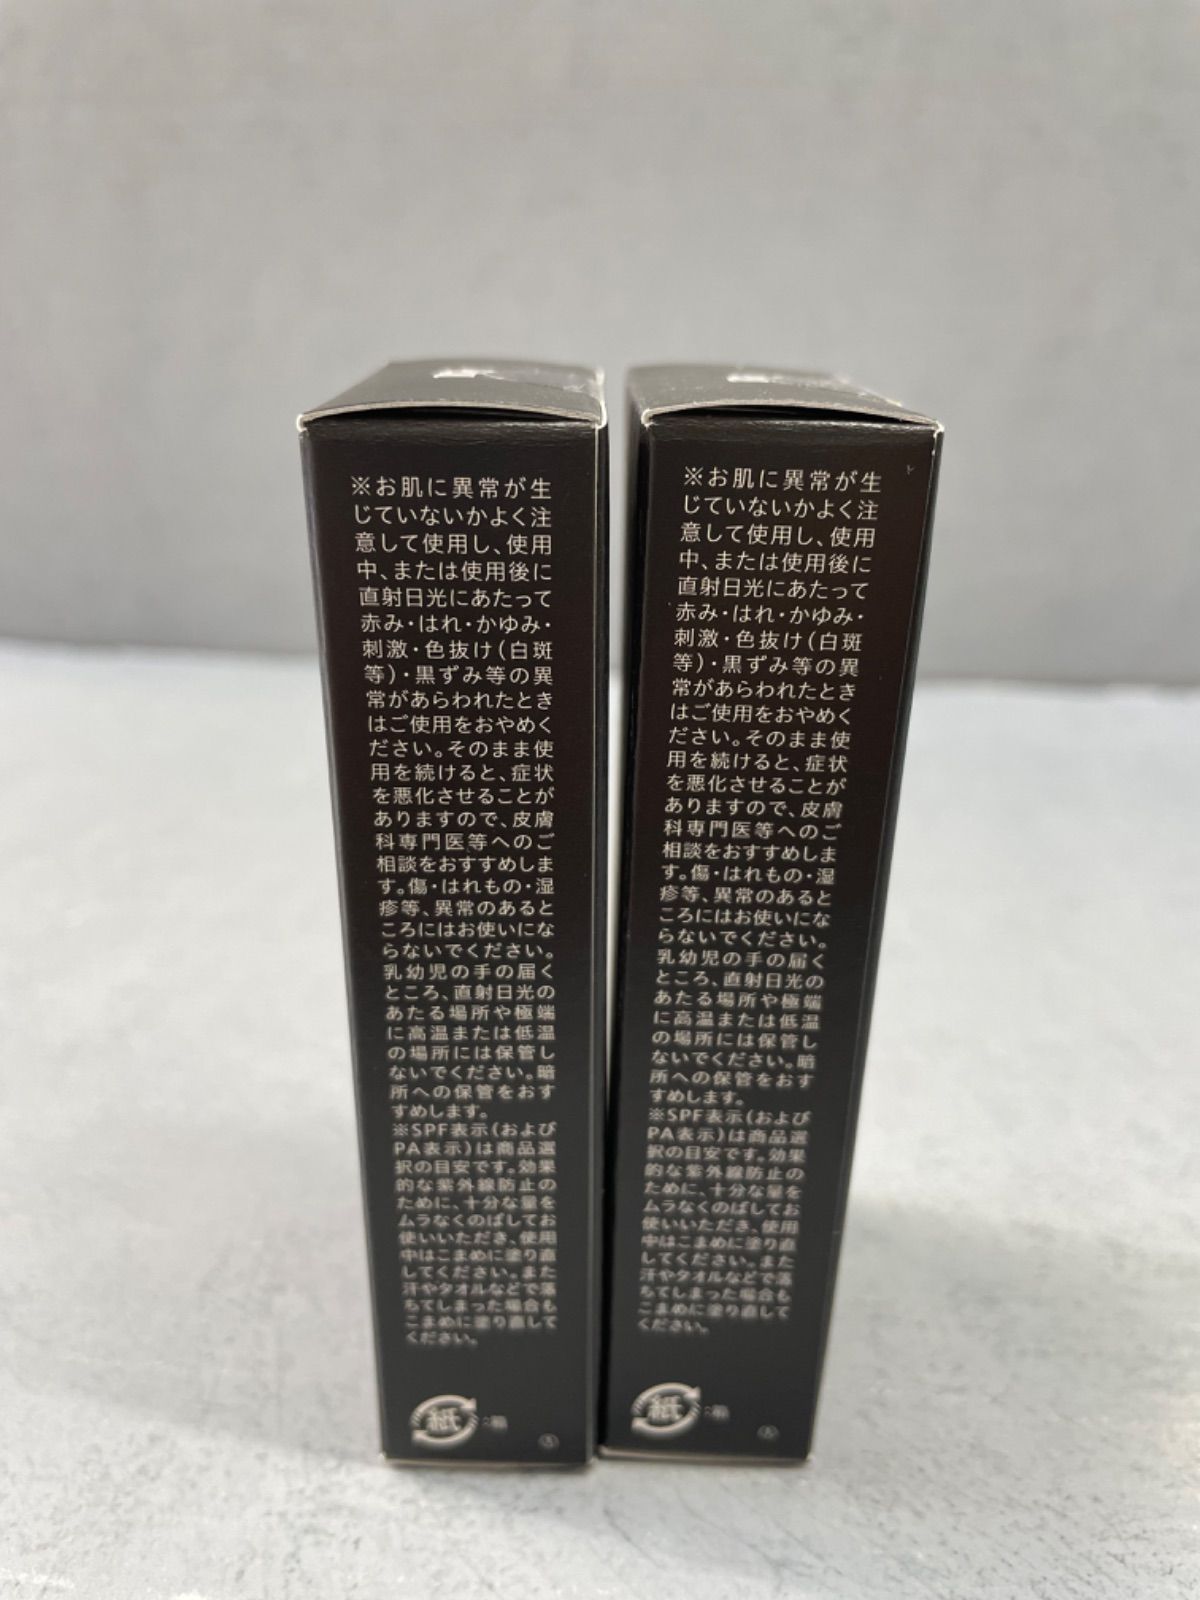 ※お肌に異常が生
じていないかよく注
意して使用し、使用
中、または使用後に
直射日光にあたって
赤み・はれ・かゆみ・
刺激・色抜け(白斑
等)・黒ずみ等の異
常があらわれたとき
はご使用をおやめく
ださい。そのまま使
用を続けると、症状
を悪化させることが
ありますので、皮膚
科専門医等へのご
相談をおすすめしま
す。傷・はれもの・湿
疹等、異常のあると
ころにはお使いにな
らないでください。
乳幼児の手の届く
ところ、直射日光の
あたる場所や極端
に高温または低温
の場所には保管し
ないでください。暗
所への保管をおす
すめします。
※SPF表示(および
PA表示)は商品選
択の目安です。効果
的な紫外線防止の
ために、十分な量を
ムラなくのばしてお
使いいただき、使用
中はこまめに塗り直
してください。また
汗やタオルなどで落
ちてしまった場合も
こまめに塗り直して
ください。
紙:箱
※お肌に異常が生
じていないかよく注
意して使用し、使用
中、または使用後に
直射日光にあたって
赤み・はれ・かゆみ・
刺激・色抜け(白斑
等)・黒ずみ等の異
常があらわれたとき
はご使用をおやめく
ださい。そのまま使
用を続けると、症状
を悪化させることが
ありますので、皮膚
科専門医等へのご
相談をおすすめしま
す。傷・はれもの・湿
疹等、異常のあると
ころにはお使いにな
らないでください。
乳幼児の手の届く
ところ、直射日光の
あたる場所や極端
に高温または低温
の場所には保管し
ないでください。暗
所への保管をおす
すめします。
※SPF表示(および
PA表示)は商品選
択の目安です。効果
的な紫外線防止の
ために、十分な量を
ムラなくのばしてお
使いいただき、使用
中はこまめに塗り直
してください。また
汗やタオルなどで落
ちてしまった場合も
こまめに塗り直して
ください。
紙:箱